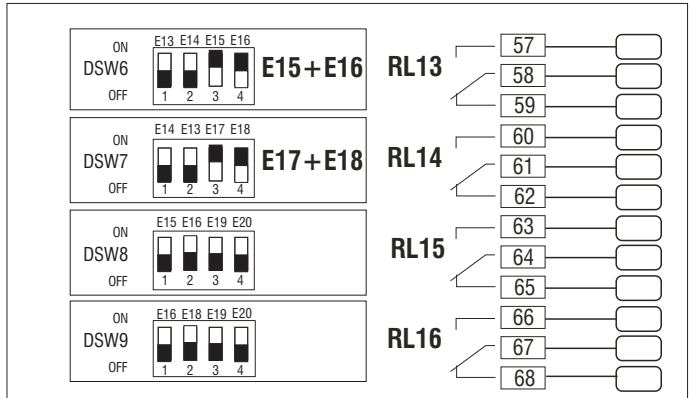 E13 E14 E15 E16
ON
DSW6
OFF
1 2 3 4
E15+E16
E14 E13 E17 E18
ON
DSW7
OFF
1 2 3 4
E17+E18
E15 E16 E19 E20
ON
DSW8
OFF
1 2 3 4
E16 E18 E19 E20
ON
DSW9
OFF
1 2 3 4
RL13
57
58
59
RL14
60
61
62
RL15
63
64
65
RL16
66
67
68